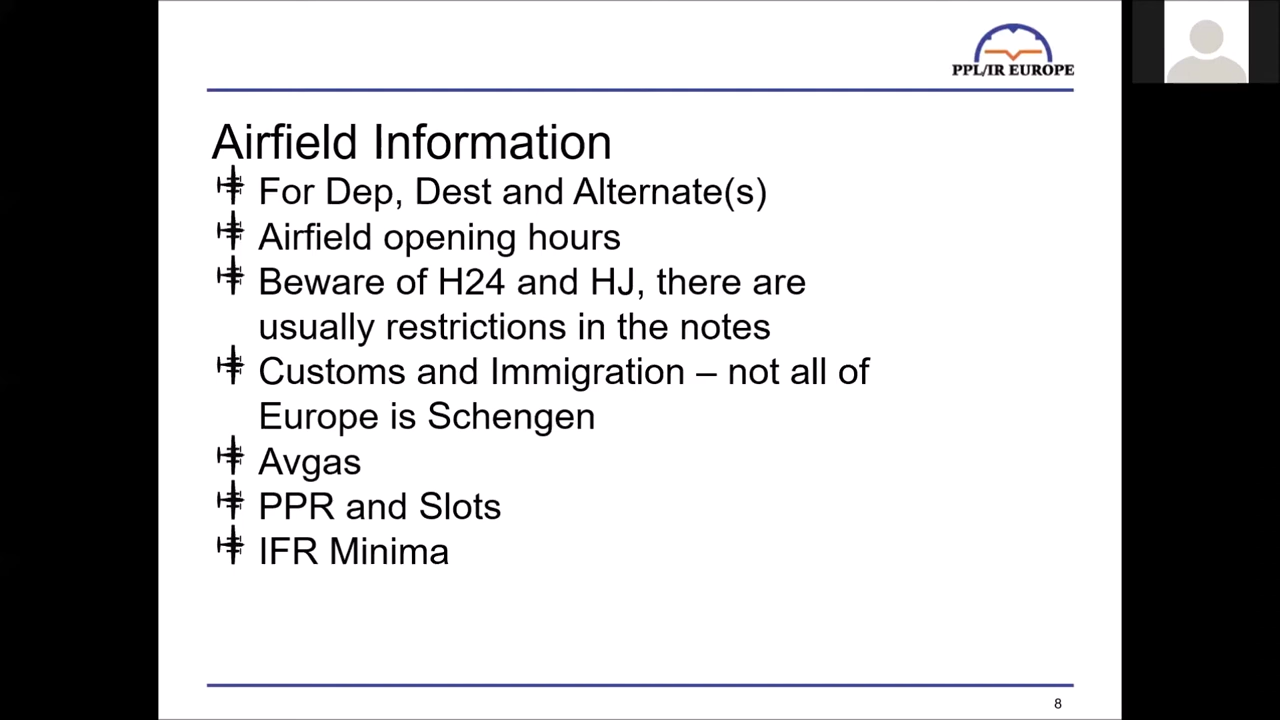 PPL/IR EUROPE
Airfield Information
For Dep, Dest and Alternate(s)
Airfield opening hours
Beware of H24 and HJ, there are
usually restrictions in the notes
Customs and Immigration – not all of
Europe is Schengen
Avgas
PPR and Slots
IFR Minima
8